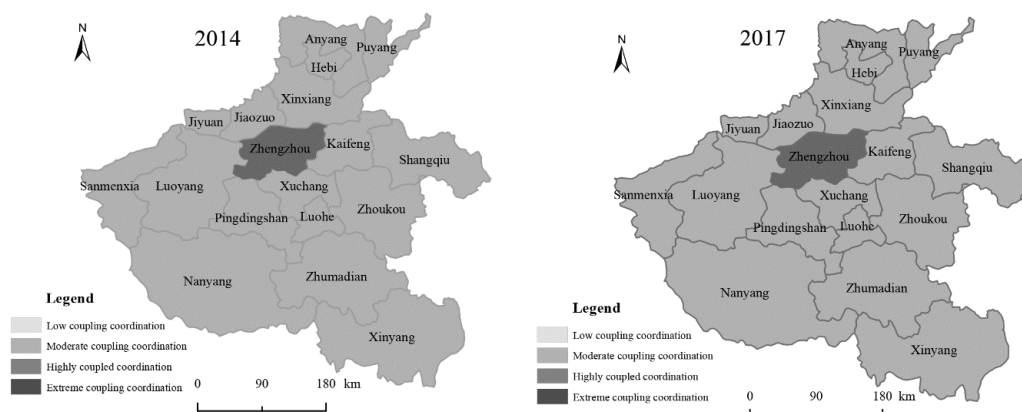 N
2014
Anyang
Puyang
Hebi
Xinxiang
Jiaozuo
Jiyuan
Zhengzhou
Kaifeng
Shangqiu
Sanmenxia
Luoyang
Xuchang
Pingdingshan
Luohe
Zhoukou
Nanyang
Zhumadian
Xinyang
Legend
Low coupling coordination
Moderate coupling coordination
Highly coupled coordination
Extreme coupling coordination
0 90 180 km
N
2017
Anyang
Puyang
Hebi
Xinxiang
Jiaozuo
Jiyuan
Zhengzhou
Kaifeng
Shangqiu
Sanmenxia
Luoyang
Xuchang
Pingdingshan
Luohe
Zhoukou
Nanyang
Zhumadian
Xinyang
Legend
Low coupling coordination
Moderate coupling coordination
Highly coupled coordination
Extreme coupling coordination
0 90 180 km